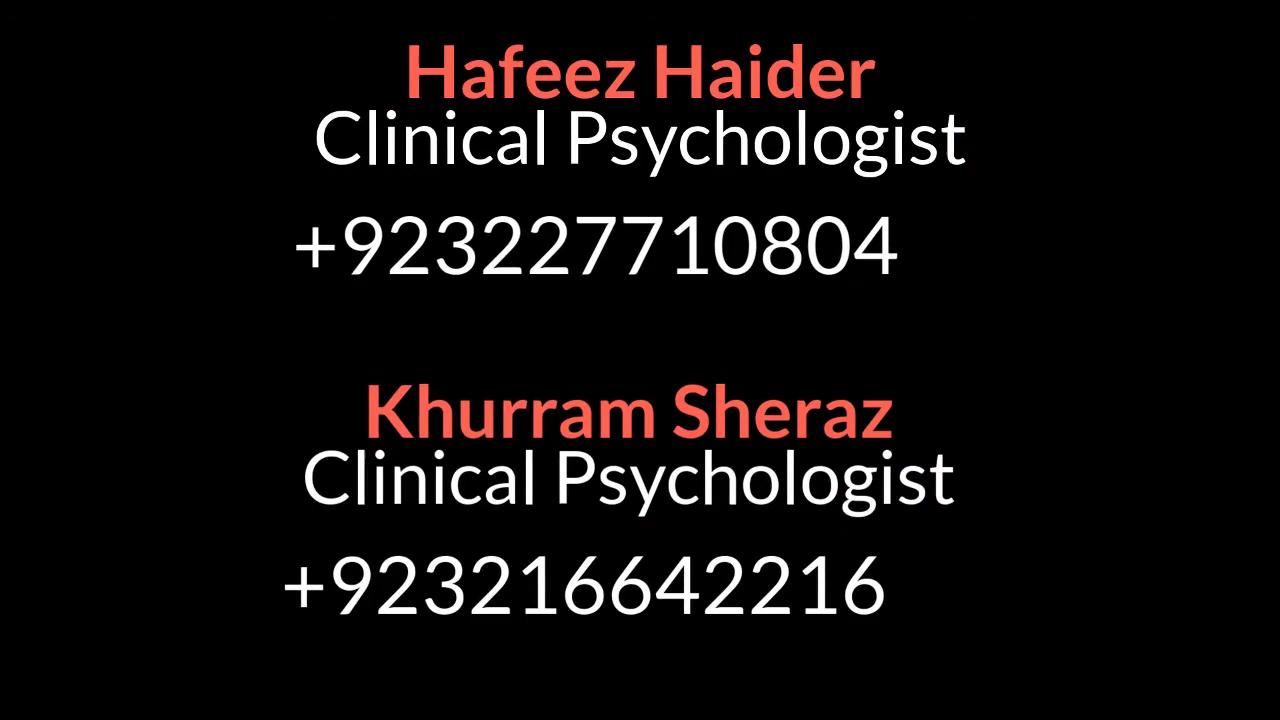 Hafeez Haider
Clinical Psychologist
+923227710804
Khurram Sheraz
Clinical Psychologist
+923216642216